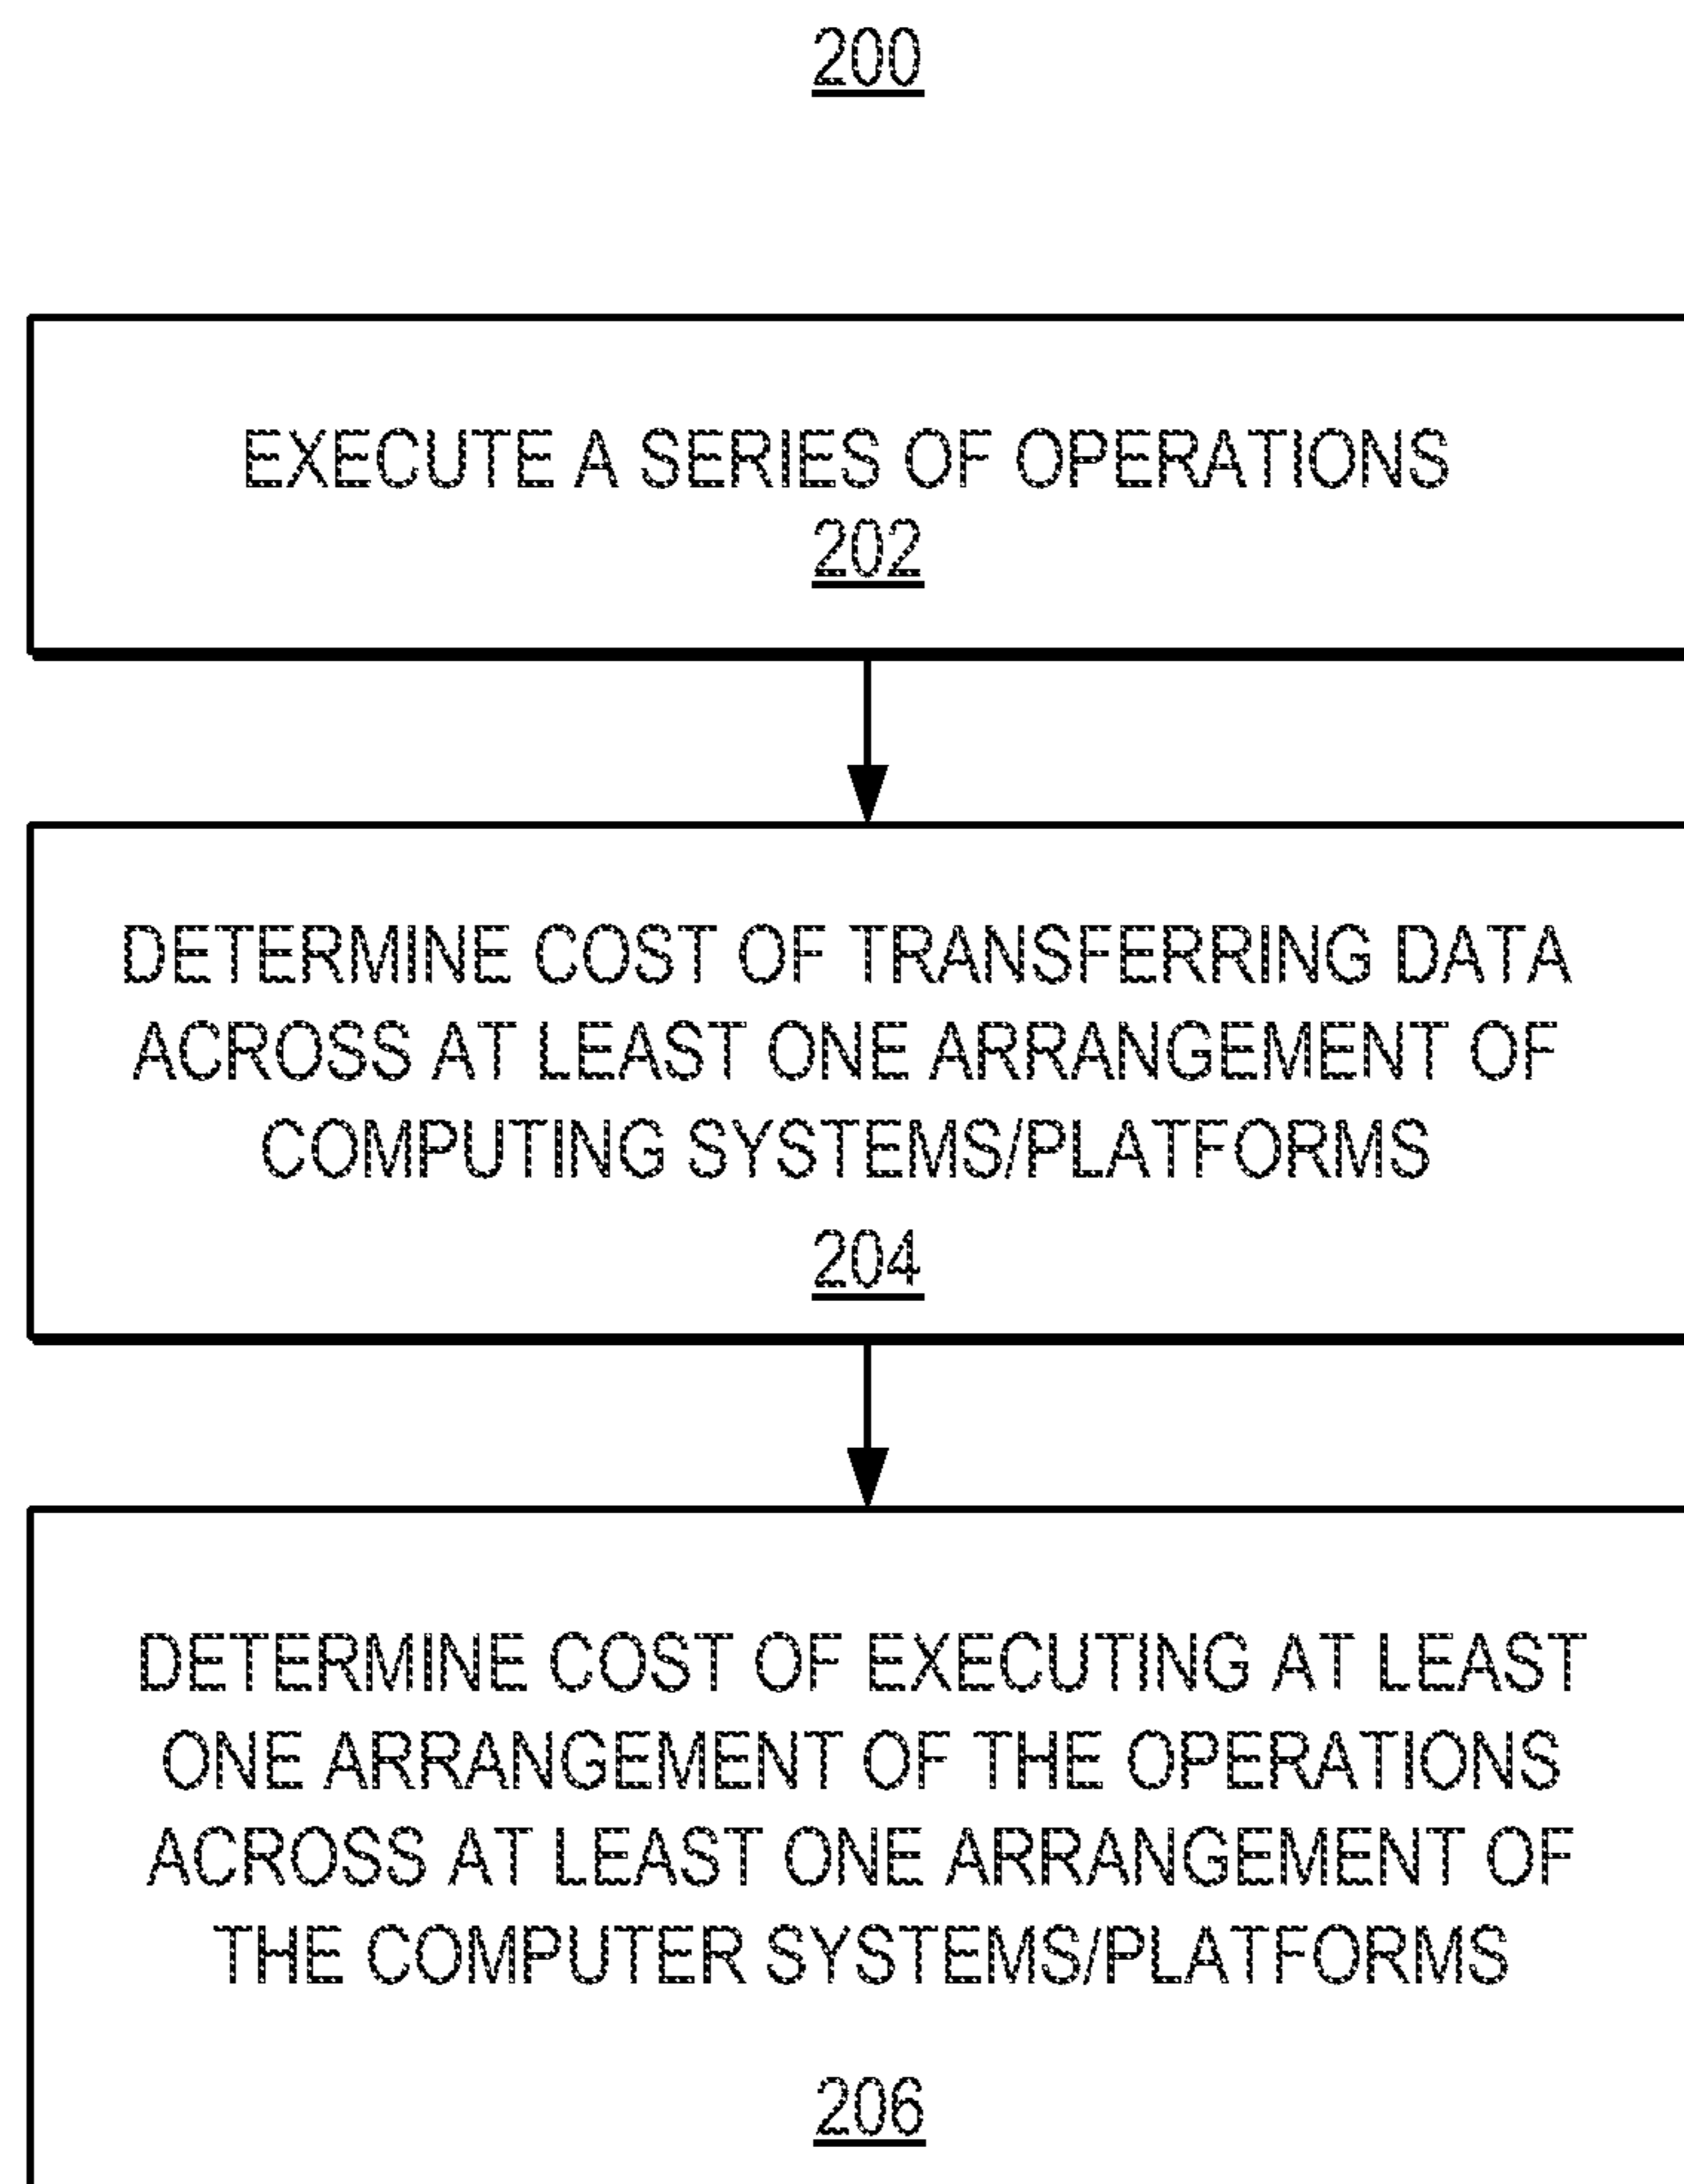 200
EXECUTE A SERIES OF OPERATIONS
202
DETERMINE COST OF TRANSFERRING DATA
ACROSS AT LEAST ONE ARRANGEMENT OF
COMPUTING SYSTEMS/PLATFORMS
204
DETERMINE COST OF EXECUTING AT LEAST
ONE ARRANGEMENT OF THE OPERATIONS
ACROSS AT LEAST ONE ARRANGEMENT OF
THE COMPUTER SYSTEMS/PLATFORMS
206